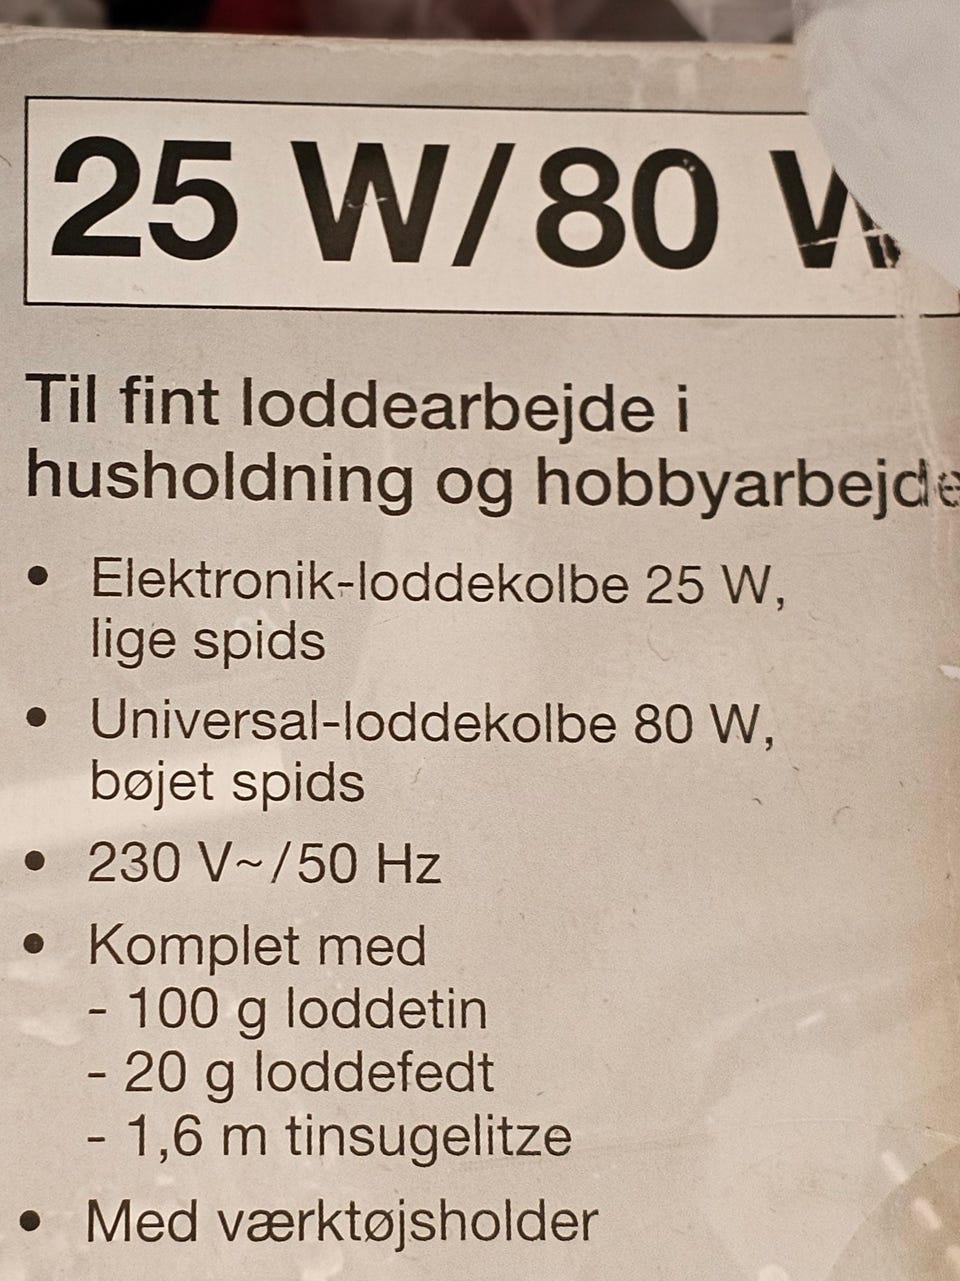 25 W/80 W
Til fint loddearbejde i
husholdning og hobbyarbejde
• Elektronik-loddekolbe 25 W,
lige spids
• Universal-loddekolbe 80 W,
bøjet spids
• 230 V~/50 Hz
• Komplet med
- 100 g loddetin
- 20 g loddefedt
- 1,6 m tinsugelitze
• Med værktøjsholder